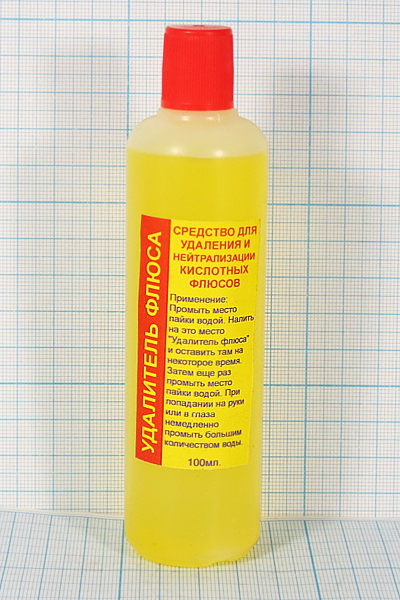 УДАЛИТЕЛЬ ФЛЮСА
СРЕДСТВО ДЛЯ
УДАЛЕНИЯ И
НЕЙТРАЛИЗАЦИИ
КИСЛОТНЫХ
ФЛЮСОВ
Применение:
Промыть место
пайки водой. Налить
на это место
"Удалитель флюса"
и оставить там на
некоторое время.
Затем еще раз
промыть место
пайки водой. При
попадании на руки
или в глаза
немедленно
промыть большим
количеством воды.
100мл.